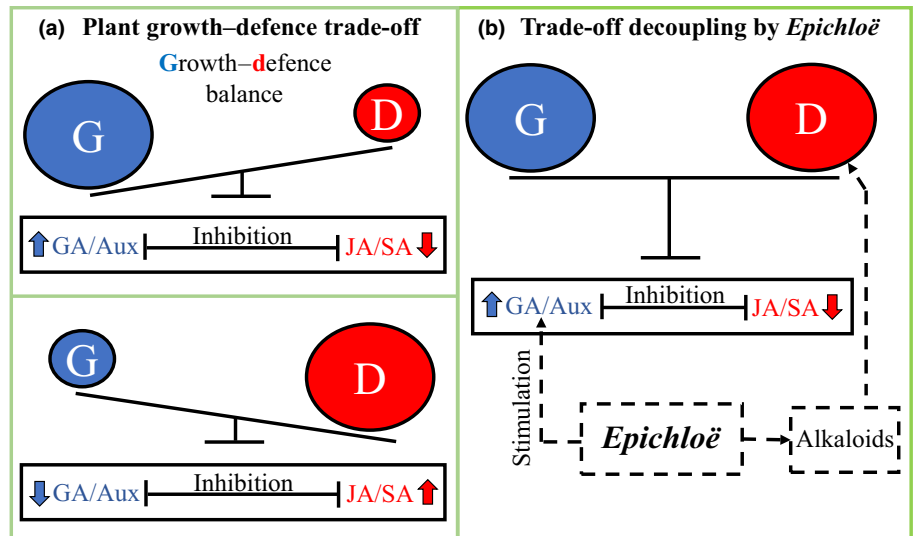 (a) Plant growth–defence trade-off
Growth–defence
balance
G
D
Inhibition
GA/Aux
JA/SA
G
D
Inhibition
GA/Aux
JA/SA
(b) Trade-off decoupling by Epichloë
G
D
Inhibition
GA/Aux
JA/SA
Stimulation
Epichloë
Alkaloids